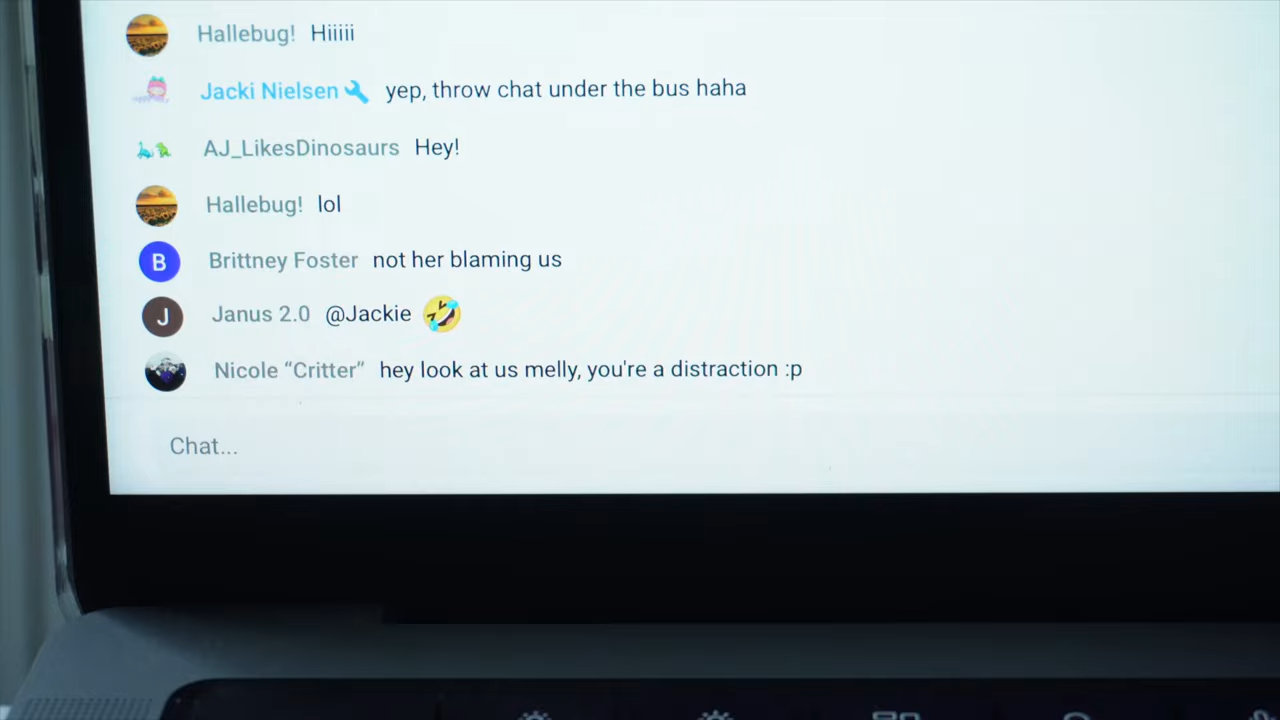 Hallebug! Hiiiii
Jacki Nielsen yep, throw chat under the bus haha
AJ_LikesDinosaurs Hey!
Hallebug! lol
B Brittney Foster not her blaming us
J Janus 2.0 @Jackie 🤣
Nicole “Critter” hey look at us melly, you're a distraction :p
Chat...